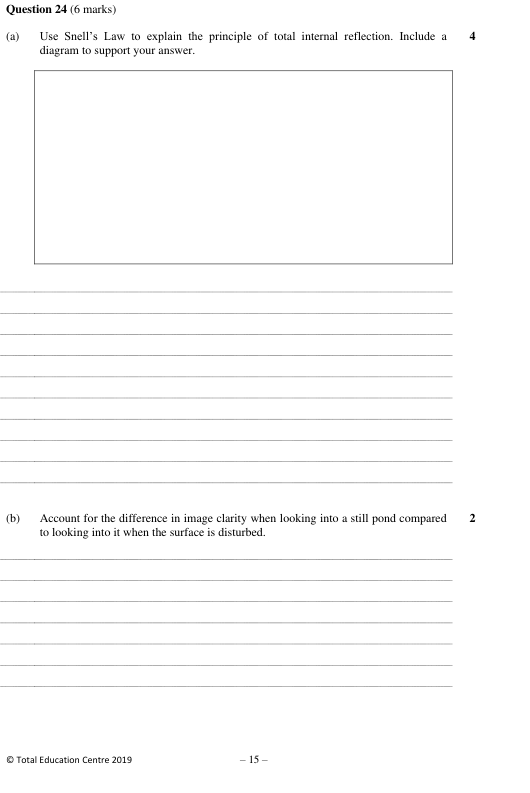 Question 24 (6 marks)
(a) Use Snell's Law to explain the principle of total internal reflection. Include a 4
diagram to support your answer.
(b) Account for the difference in image clarity when looking into a still pond compared 2
to looking into it when the surface is disturbed.
© Total Education Centre 2019 – 15 –